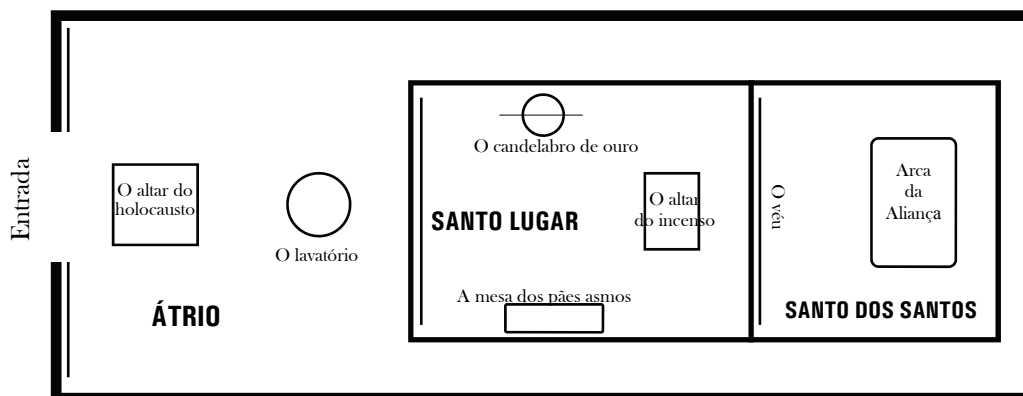 Entrada
O altar do
holocausto
O lavatório
ÁTRIO
O candelabro de ouro
SANTO LUGAR
O altar
do incenso
A mesa dos pães asmos
O véu
Arca
da
Aliança
SANTO DOS SANTOS